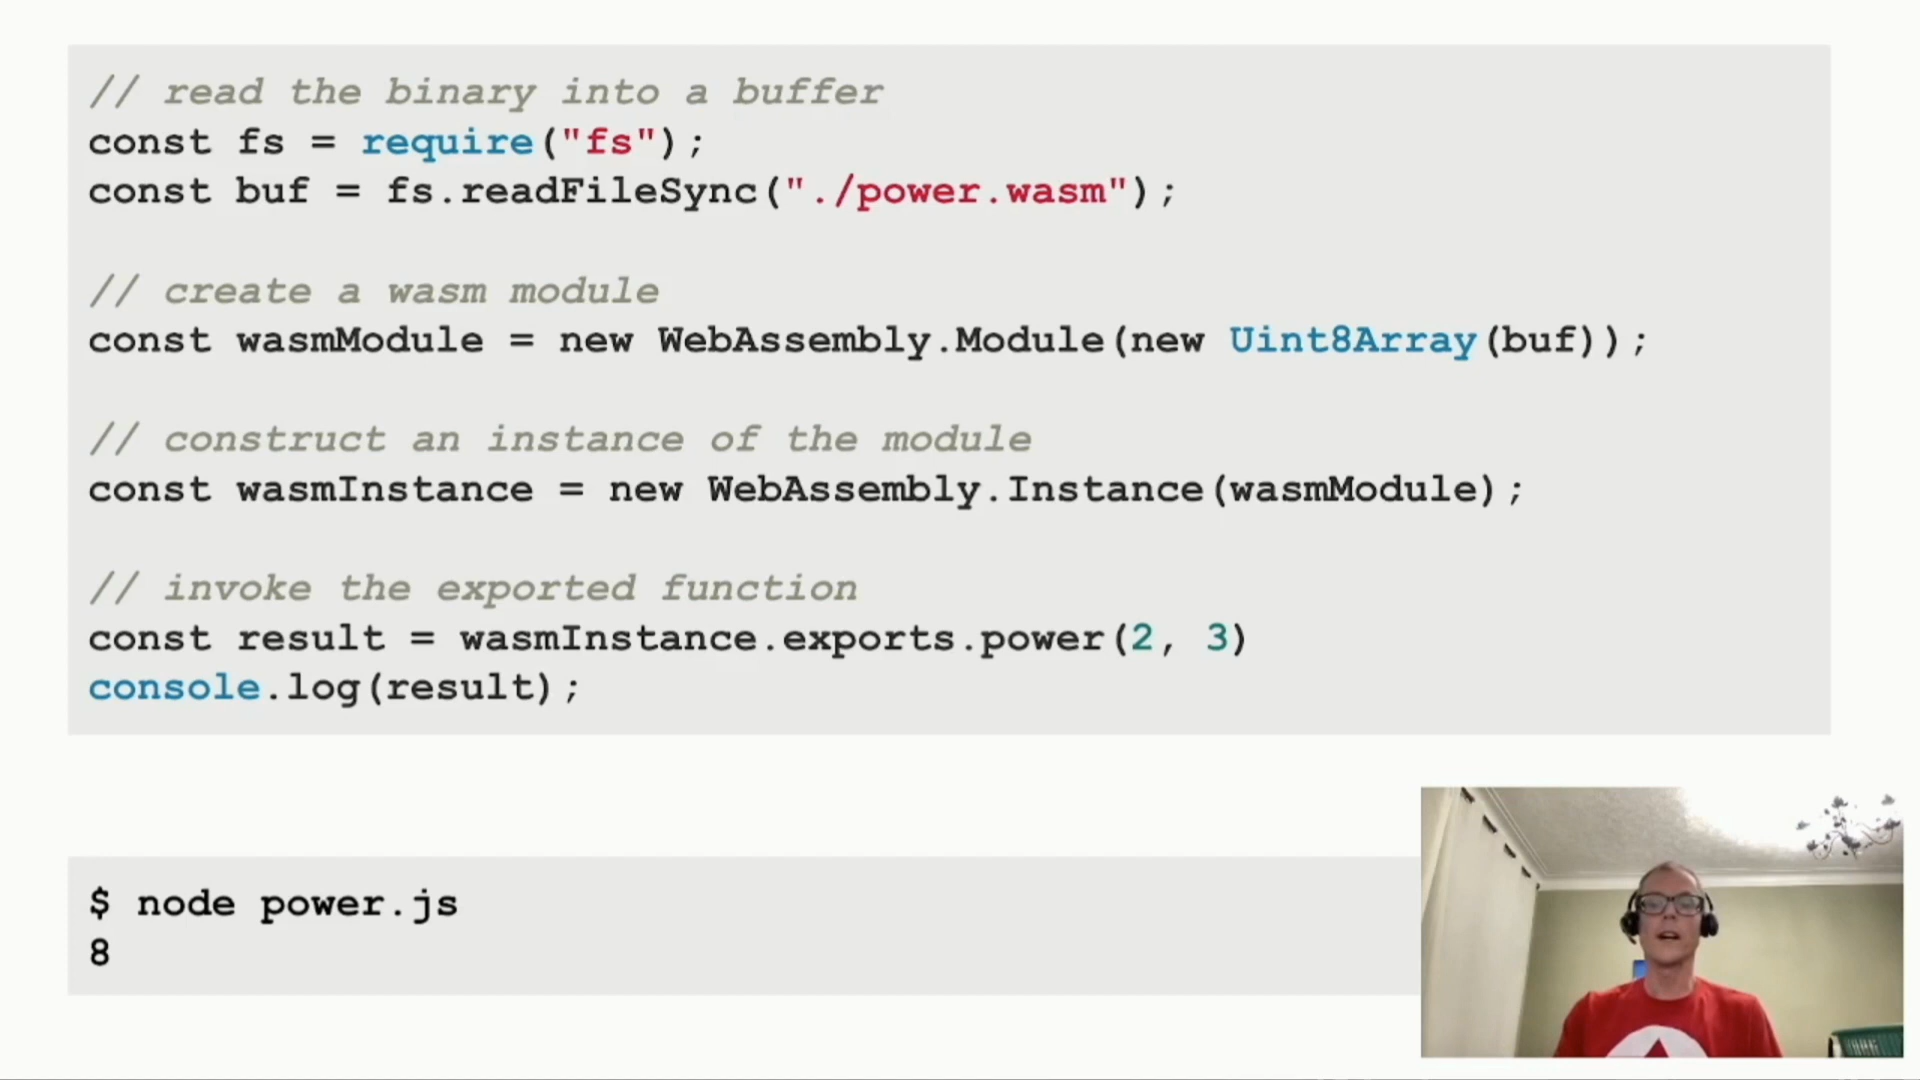 // read the binary into a buffer
const fs = require("fs");
const buf = fs.readFileSync("./power.wasm");
// create a wasm module
const wasmModule = new WebAssembly.Module(new Uint8Array(buf));
// construct an instance of the module
const wasmInstance = new WebAssembly.Instance(wasmModule);
// invoke the exported function
const result = wasmInstance.exports.power(2, 3)
console.log(result);
$ node power.js
8